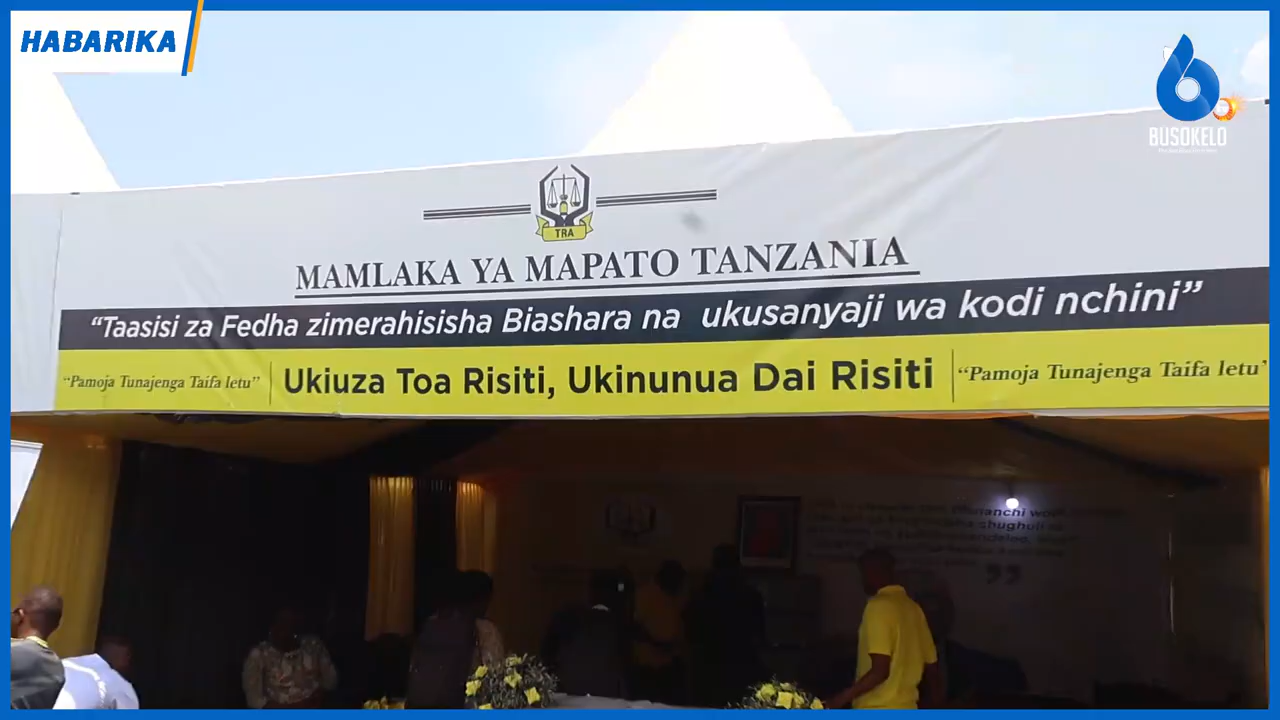 HABARIKA
BUSOKELO
TRA
MAMLAKA YA MAPATO TANZANIA
“Taasisi za Fedha zimerahisisha Biashara na ukusanyaji wa kodi nchini”
“Pamoja Tunajenga Taifa letu”
Ukiuza Toa Risiti, Ukinunua Dai Risiti
“Pamoja Tunajenga Taifa letu”